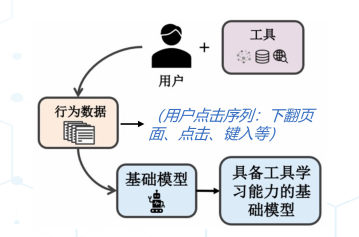 工具
+
用户
行为数据
（用户点击序列：下翻页
面、点击、键入等）
基础模型
具备工具学
习能力的基
础模型